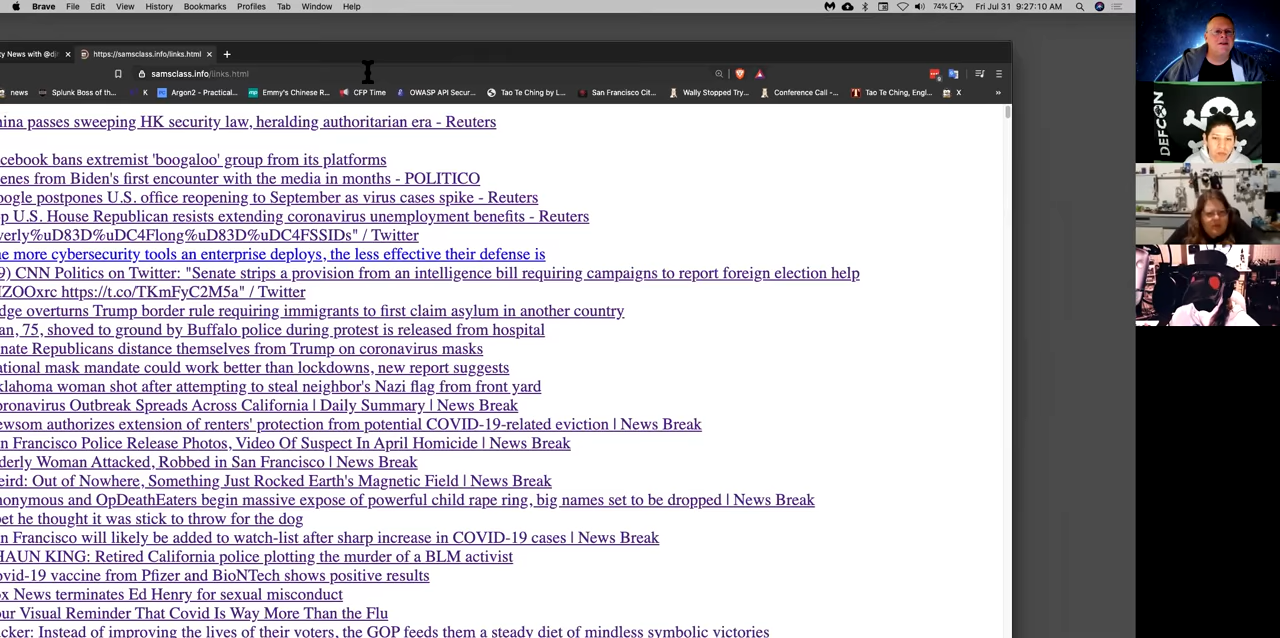 Brave File Edit View History Bookmarks Profiles Tab Window Help 74% Fri Jul 31 9:27:10 AM
ty News with @d × https://samsclass.info/links.html × +
samsclass.info/links.html
news Splunk Boss of th... K Argon2 - Practical... Emmy's Chinese R... CFP Time OWASP API Secur... Tao Te Ching by L... San Francisco Cit... Wally Stopped Try... Conference Call -... Tao Te Ching, Engl... X »
ina passes sweeping HK security law, heralding authoritarian era - Reuters
cebook bans extremist 'boogaloo' group from its platforms
enes from Biden's first encounter with the media in months - POLITICO
ogle postpones U.S. office reopening to September as virus cases spike - Reuters
p U.S. House Republican resists extending coronavirus unemployment benefits - Reuters
verly%uD83D%uDC4Flong%uD83D%uDC4FSSIDs" / Twitter
e more cybersecurity tools an enterprise deploys, the less effective their defense is
9) CNN Politics on Twitter: "Senate strips a provision from an intelligence bill requiring campaigns to report foreign election help
IZOOxrc https://t.co/TKmFyC2M5a" / Twitter
dge overturns Trump border rule requiring immigrants to first claim asylum in another country
an, 75, shoved to ground by Buffalo police during protest is released from hospital
nate Republicans distance themselves from Trump on coronavirus masks
ational mask mandate could work better than lockdowns, new report suggests
klahoma woman shot after attempting to steal neighbor's Nazi flag from front yard
oronavirus Outbreak Spreads Across California | Daily Summary | News Break
ewsom authorizes extension of renters' protection from potential COVID-19-related eviction | News Break
n Francisco Police Release Photos, Video Of Suspect In April Homicide | News Break
derly Woman Attacked, Robbed in San Francisco | News Break
eird: Out of Nowhere, Something Just Rocked Earth's Magnetic Field | News Break
nonymous and OpDeathEaters begin massive expose of powerful child rape ring, big names set to be dropped | News Break
bet he thought it was stick to throw for the dog
n Francisco will likely be added to watch-list after sharp increase in COVID-19 cases | News Break
HAUN KING: Retired California police plotting the murder of a BLM activist
ovid-19 vaccine from Pfizer and BioNTech shows positive results
ox News terminates Ed Henry for sexual misconduct
our Visual Reminder That Covid Is Way More Than the Flu
cker: Instead of improving the lives of their voters, the GOP feeds them a steady diet of mindless symbolic victories
DEFCON